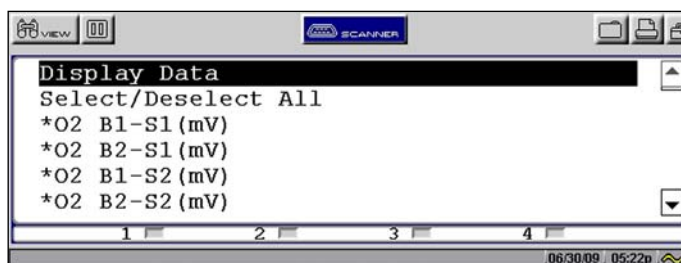 VIEW SCANNER
Display Data
Select/Deselect All
*O2 B1-S1(mV)
*O2 B2-S1(mV)
*O2 B1-S2(mV)
*O2 B2-S2(mV)
1 2 3 4
06/30/09 05:22p